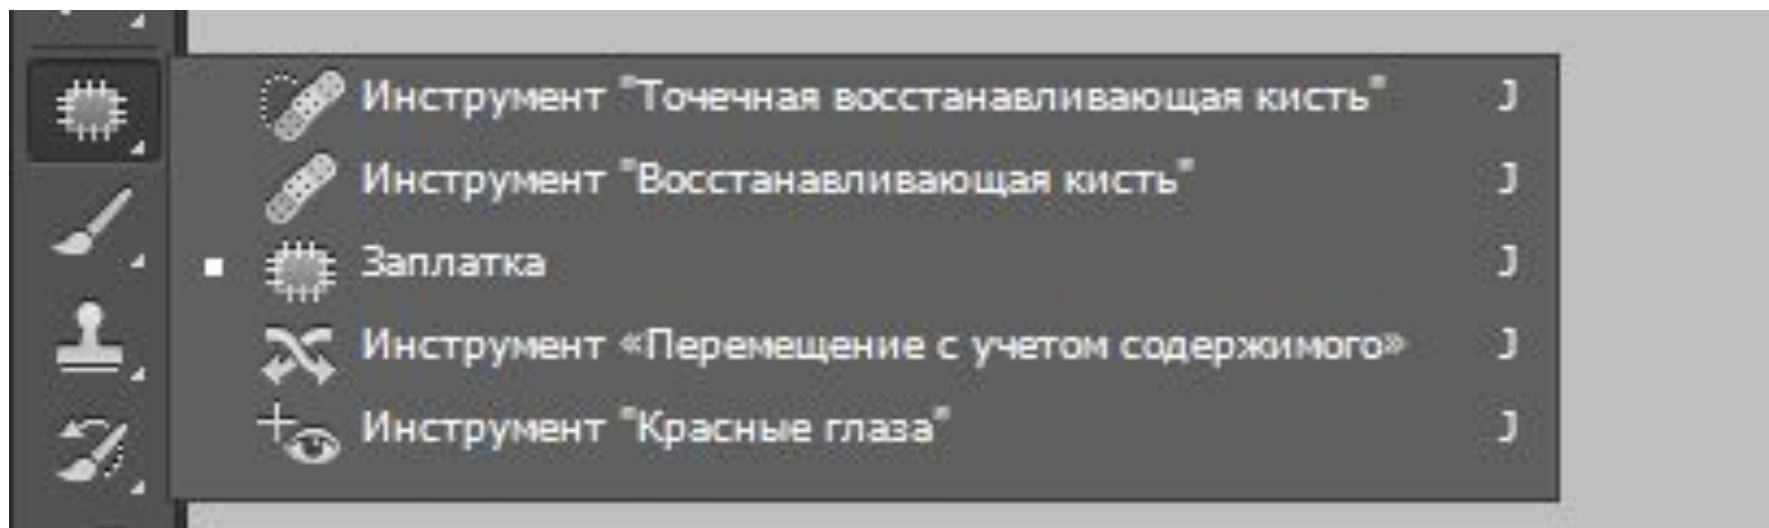 Инструмент "Точечная восстанавливающая кисть" J
Инструмент "Восстанавливающая кисть" J
Заплатка J
Инструмент «Перемещение с учетом содержимого» J
Инструмент "Красные глаза" J